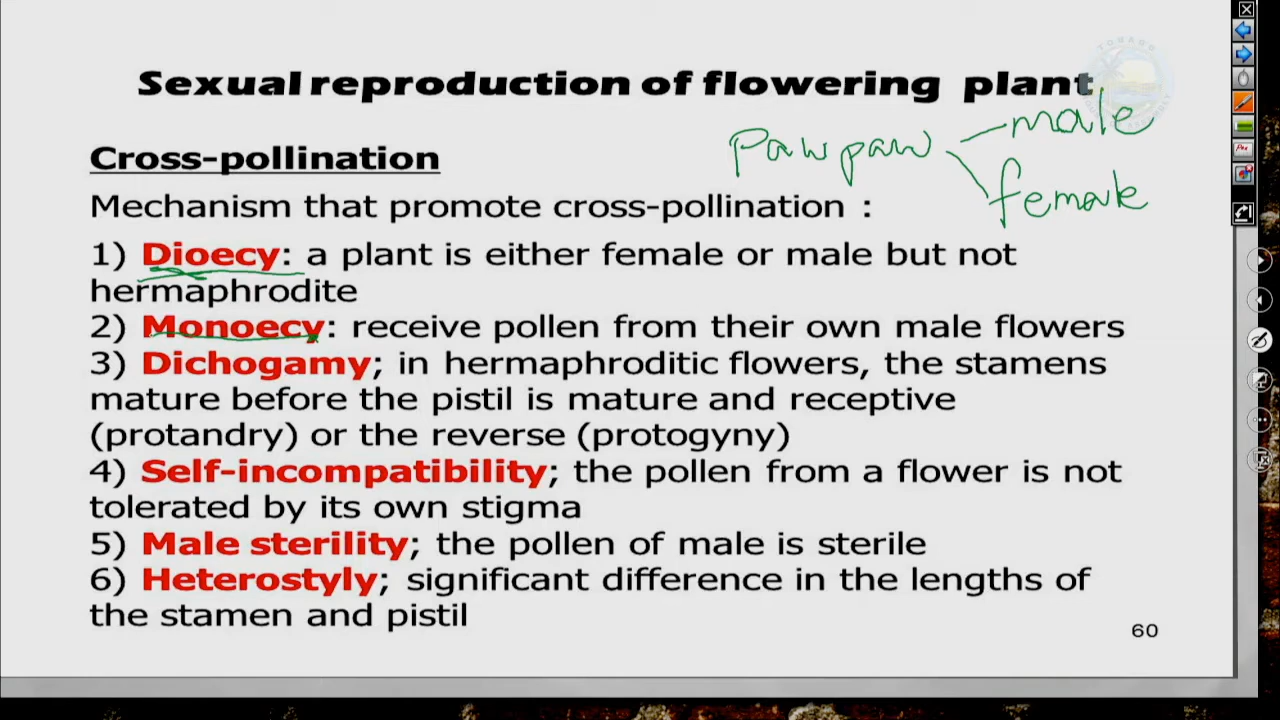 Sexual reproduction of flowering plant
TOBAGO
Pawpaw
male
female
Cross-pollination
Mechanism that promote cross-pollination :
1) Dioecy: a plant is either female or male but not
hermaphrodite
2) Monoecy: receive pollen from their own male flowers
3) Dichogamy; in hermaphroditic flowers, the stamens
mature before the pistil is mature and receptive
(protandry) or the reverse (protogyny)
4) Self-incompatibility; the pollen from a flower is not
tolerated by its own stigma
5) Male sterility; the pollen of male is sterile
6) Heterostyly; significant difference in the lengths of
the stamen and pistil
60